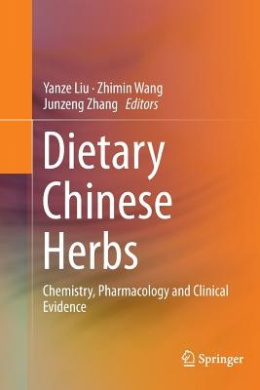 Yanze Liu · Zhimin Wang
Junzeng Zhang Editors
Dietary
Chinese
Herbs
Chemistry, Pharmacology and Clinical
Evidence
Springer